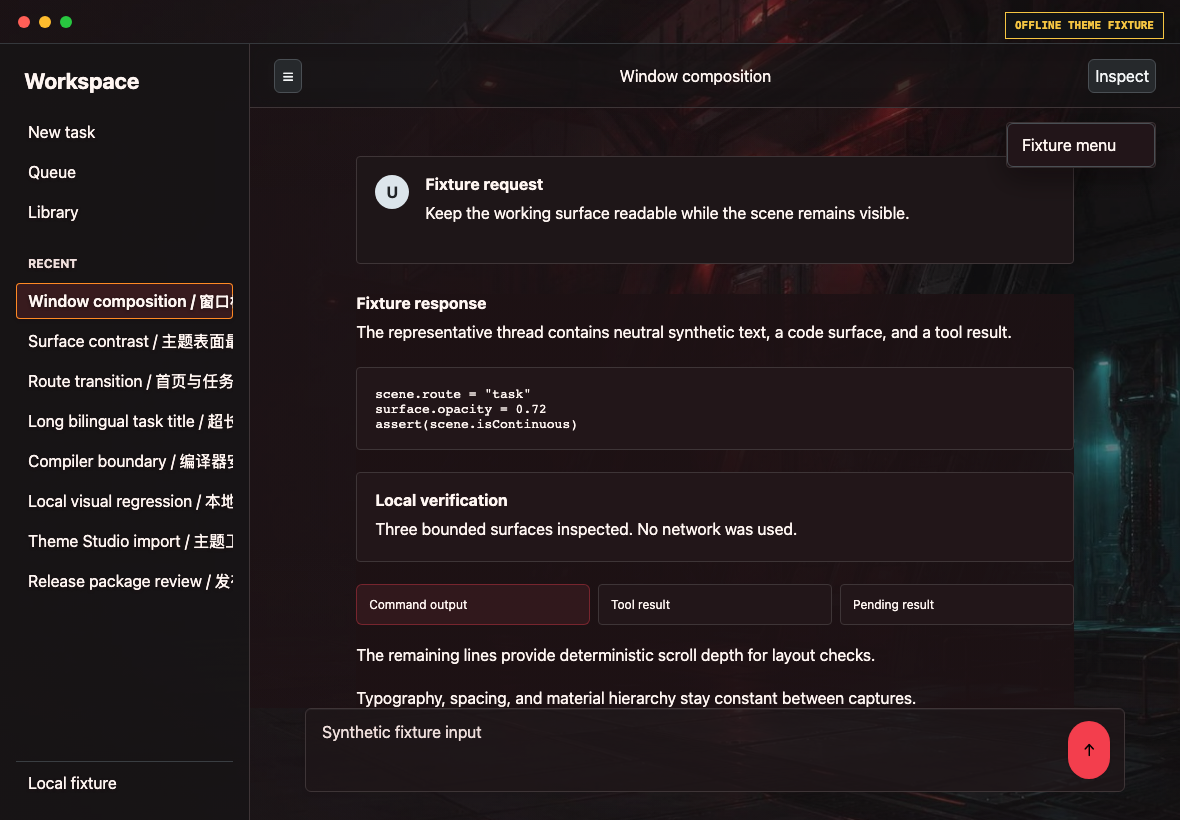 OFFLINE THEME FIXTURE
Workspace
New task
Queue
Library
RECENT
Window composition / 窗口
Surface contrast / 主题表面
Route transition / 首页与任务
Long bilingual task title / 超长
Compiler boundary / 编译器
Local visual regression / 本地
Theme Studio import / 主题
Release package review / 发
Local fixture
Window composition
Inspect
Fixture menu
U
Fixture request
Keep the working surface readable while the scene remains visible.
Fixture response
The representative thread contains neutral synthetic text, a code surface, and a tool result.
scene.route = "task"
surface.opacity = 0.72
assert(scene.isContinuous)
Local verification
Three bounded surfaces inspected. No network was used.
Command output
Tool result
Pending result
The remaining lines provide deterministic scroll depth for layout checks.
Typography, spacing, and material hierarchy stay constant between captures.
Synthetic fixture input